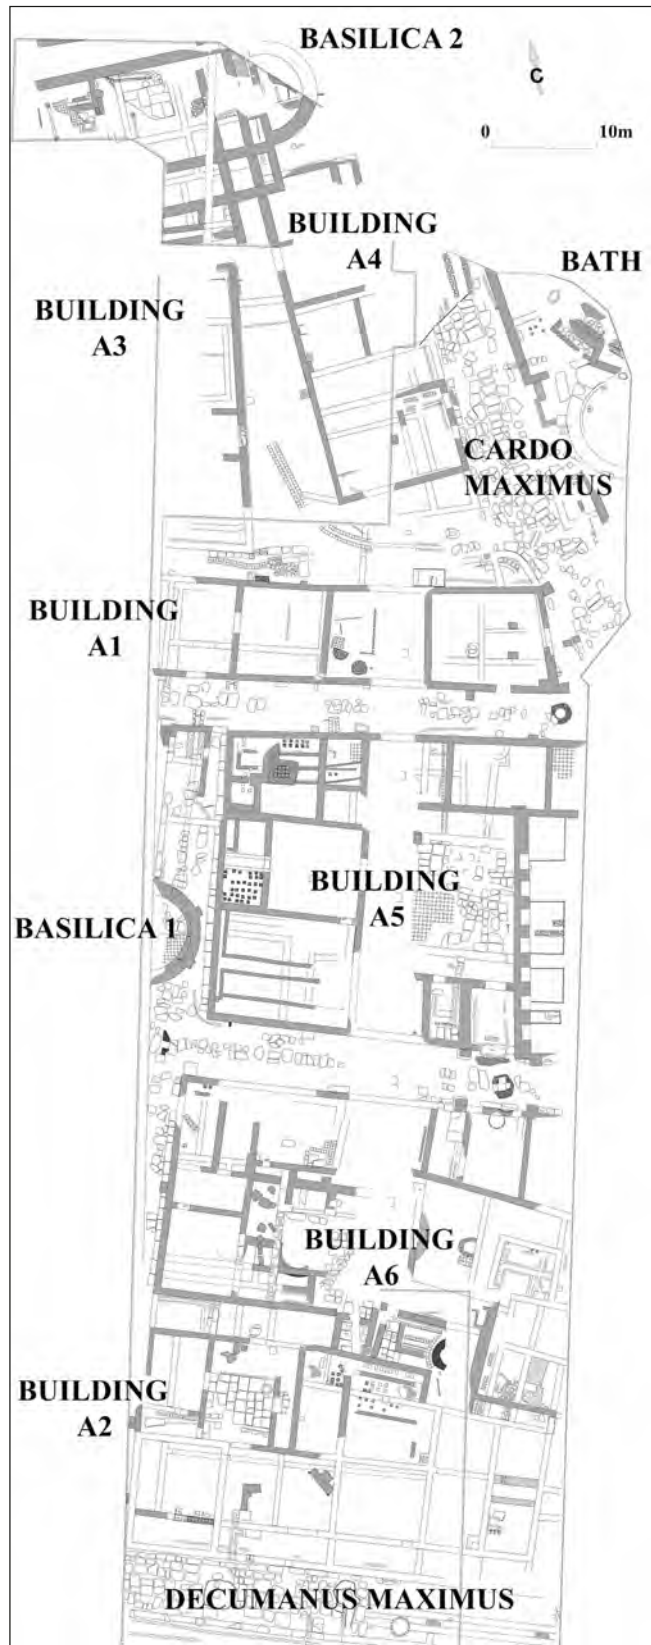 BASILICA 2
C
0 10m
BUILDING
A4
BATH
BUILDING
A3
CARDO
MAXIMUS
BUILDING
A1
BUILDING
A5
BASILICA 1
BUILDING
A6
BUILDING
A2
DECUMANUS MAXIMUS